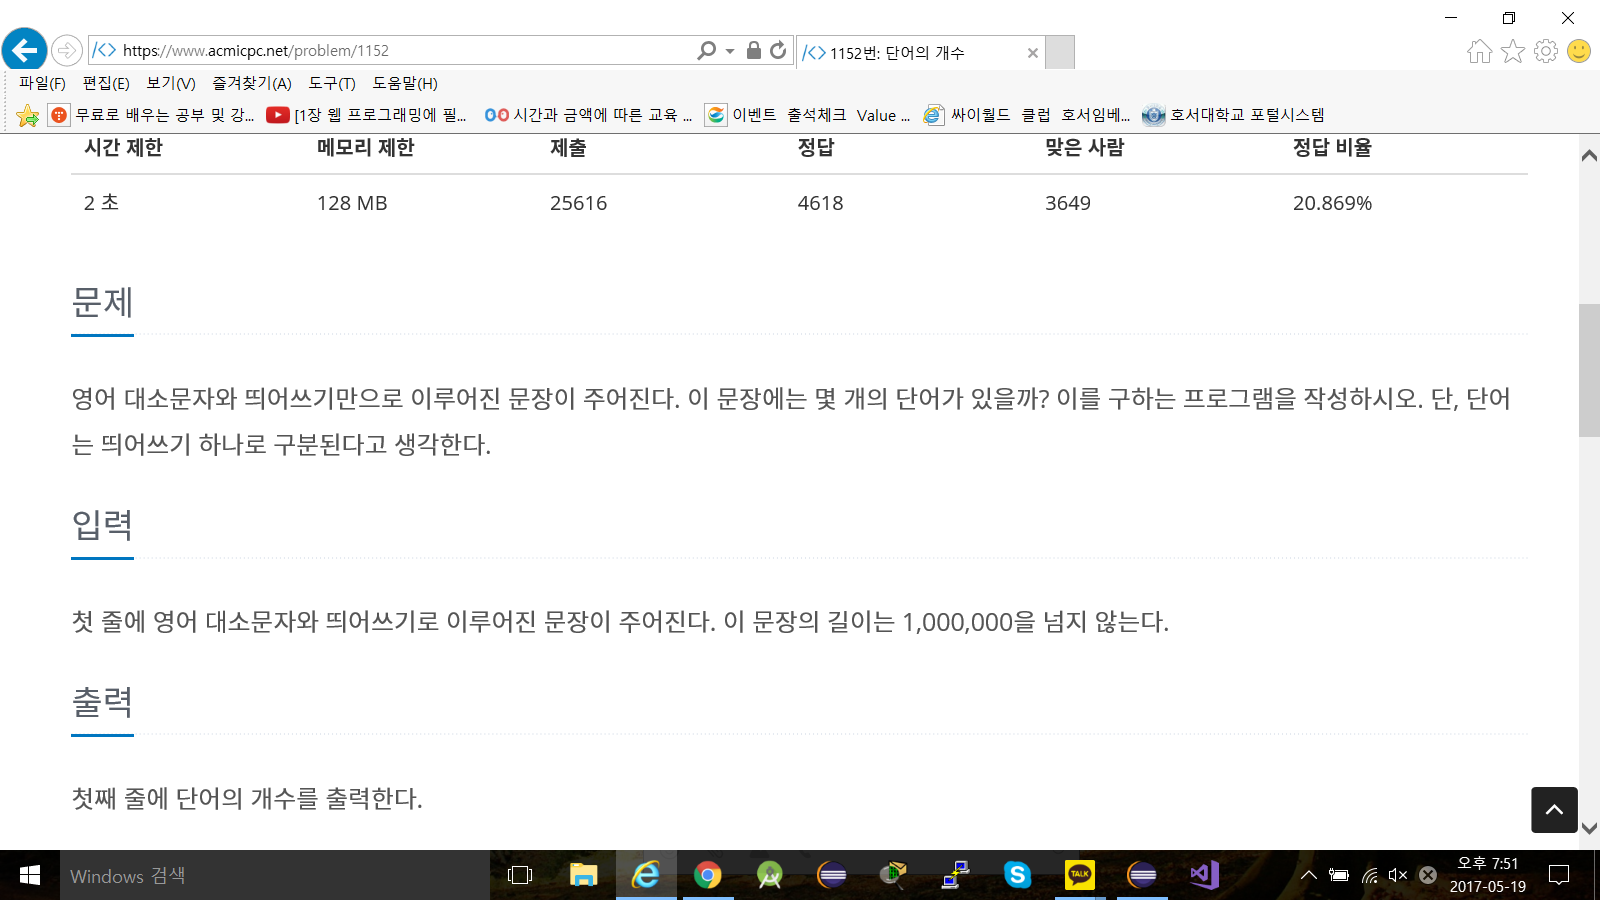 https://www.acmicpc.net/problem/1152
1152번: 단어의 개수
파일(F) 편집(E) 보기(V) 즐겨찾기(A) 도구(T) 도움말(H)
무료로 배우는 공부 및 강... [1장 웹 프로그래밍에 필... 시간과 금액에 따른 교육 ... 이벤트 출석체크 Value ... 싸이월드 클럽 호서임베... 호서대학교 포털시스템
시간 제한 메모리 제한 제출 정답 맞은 사람 정답 비율
2 초 128 MB 25616 4618 3649 20.869%
문제
영어 대소문자와 띄어쓰기만으로 이루어진 문장이 주어진다. 이 문장에는 몇 개의 단어가 있을까? 이를 구하는 프로그램을 작성하시오. 단, 단어
는 띄어쓰기 하나로 구분된다고 생각한다.
입력
첫 줄에 영어 대소문자와 띄어쓰기로 이루어진 문장이 주어진다. 이 문장의 길이는 1,000,000을 넘지 않는다.
출력
첫째 줄에 단어의 개수를 출력한다.
Windows 검색
TALK
오후 7:51
2017-05-19